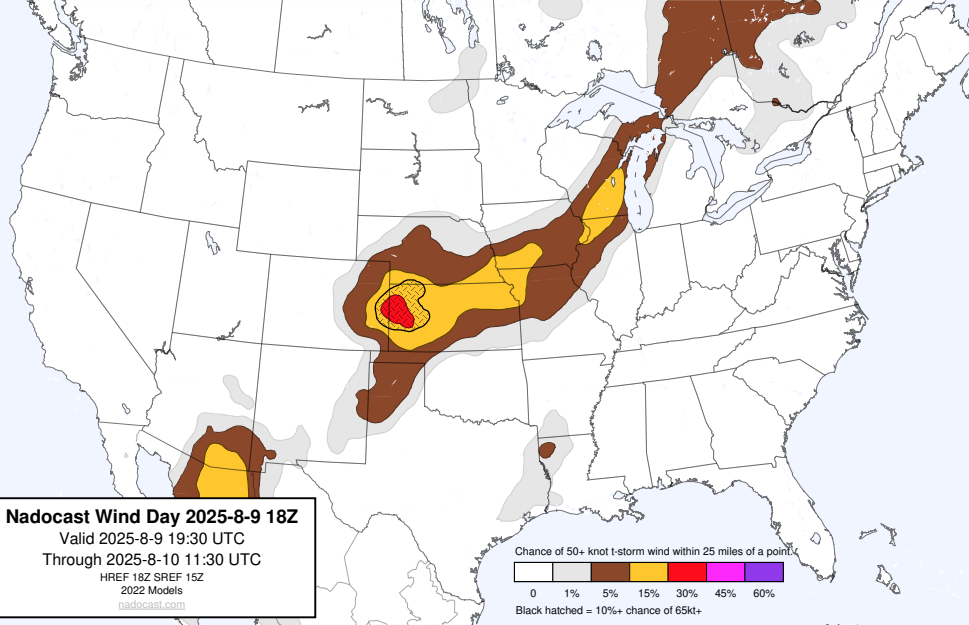 Nadocast Wind Day 2025-8-9 18Z
Valid 2025-8-9 19:30 UTC
Through 2025-8-10 11:30 UTC
HREF 18Z SREF 15Z
2022 Models
nadocast.com
Chance of 50+ knot t-storm wind within 25 miles of a point.
0 1% 5% 15% 30% 45% 60%
Black hatched = 10%+ chance of 65kt+